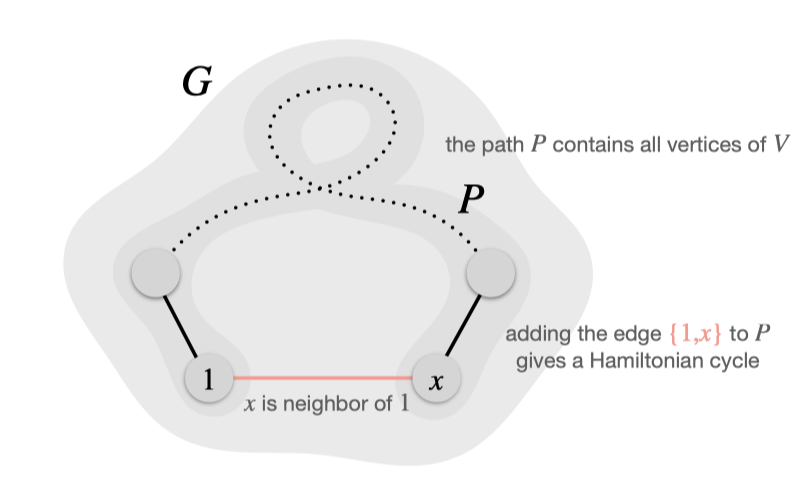 G
the path P contains all vertices of V
P
adding the edge {1,x} to P
gives a Hamiltonian cycle
1
x
x is neighbor of 1